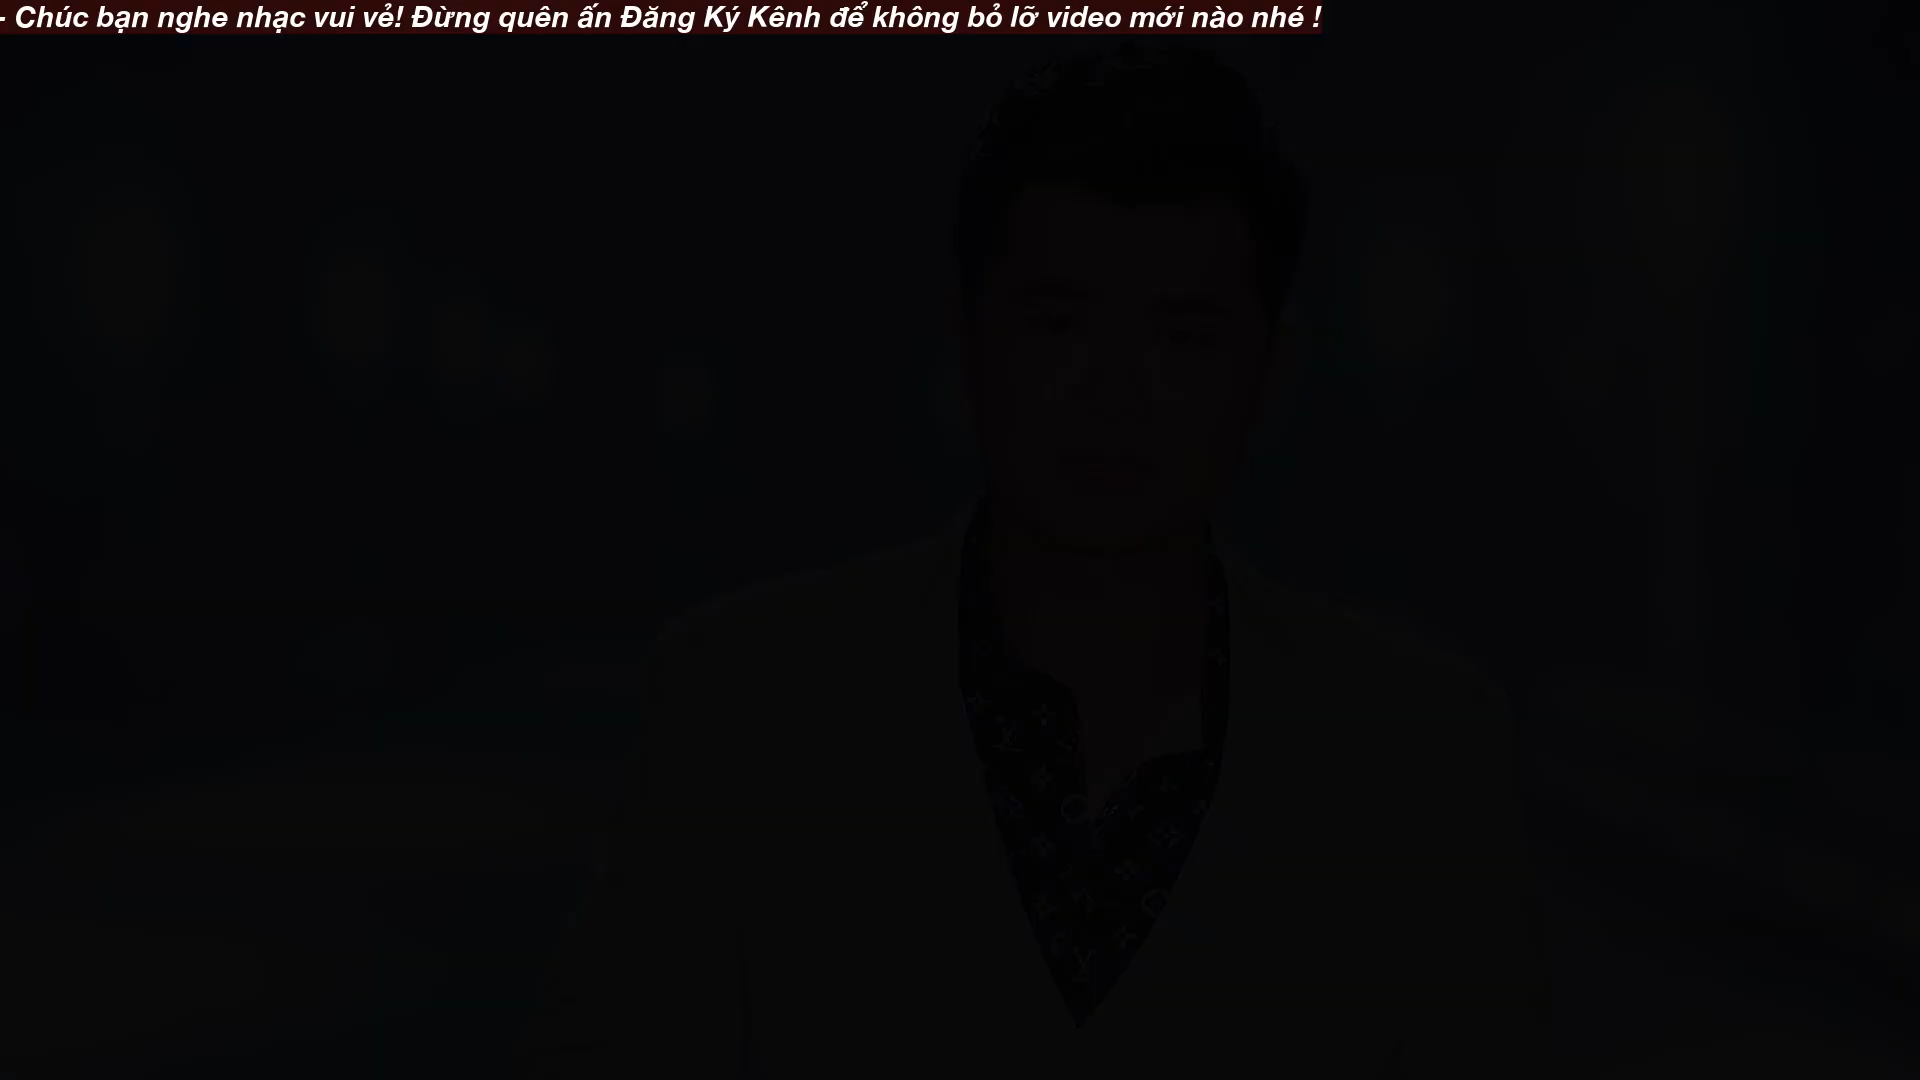 - Chúc bạn nghe nhạc vui vẻ! Đừng quên ấn Đăng Ký Kênh để không bỏ lỡ video mới nào nhé !